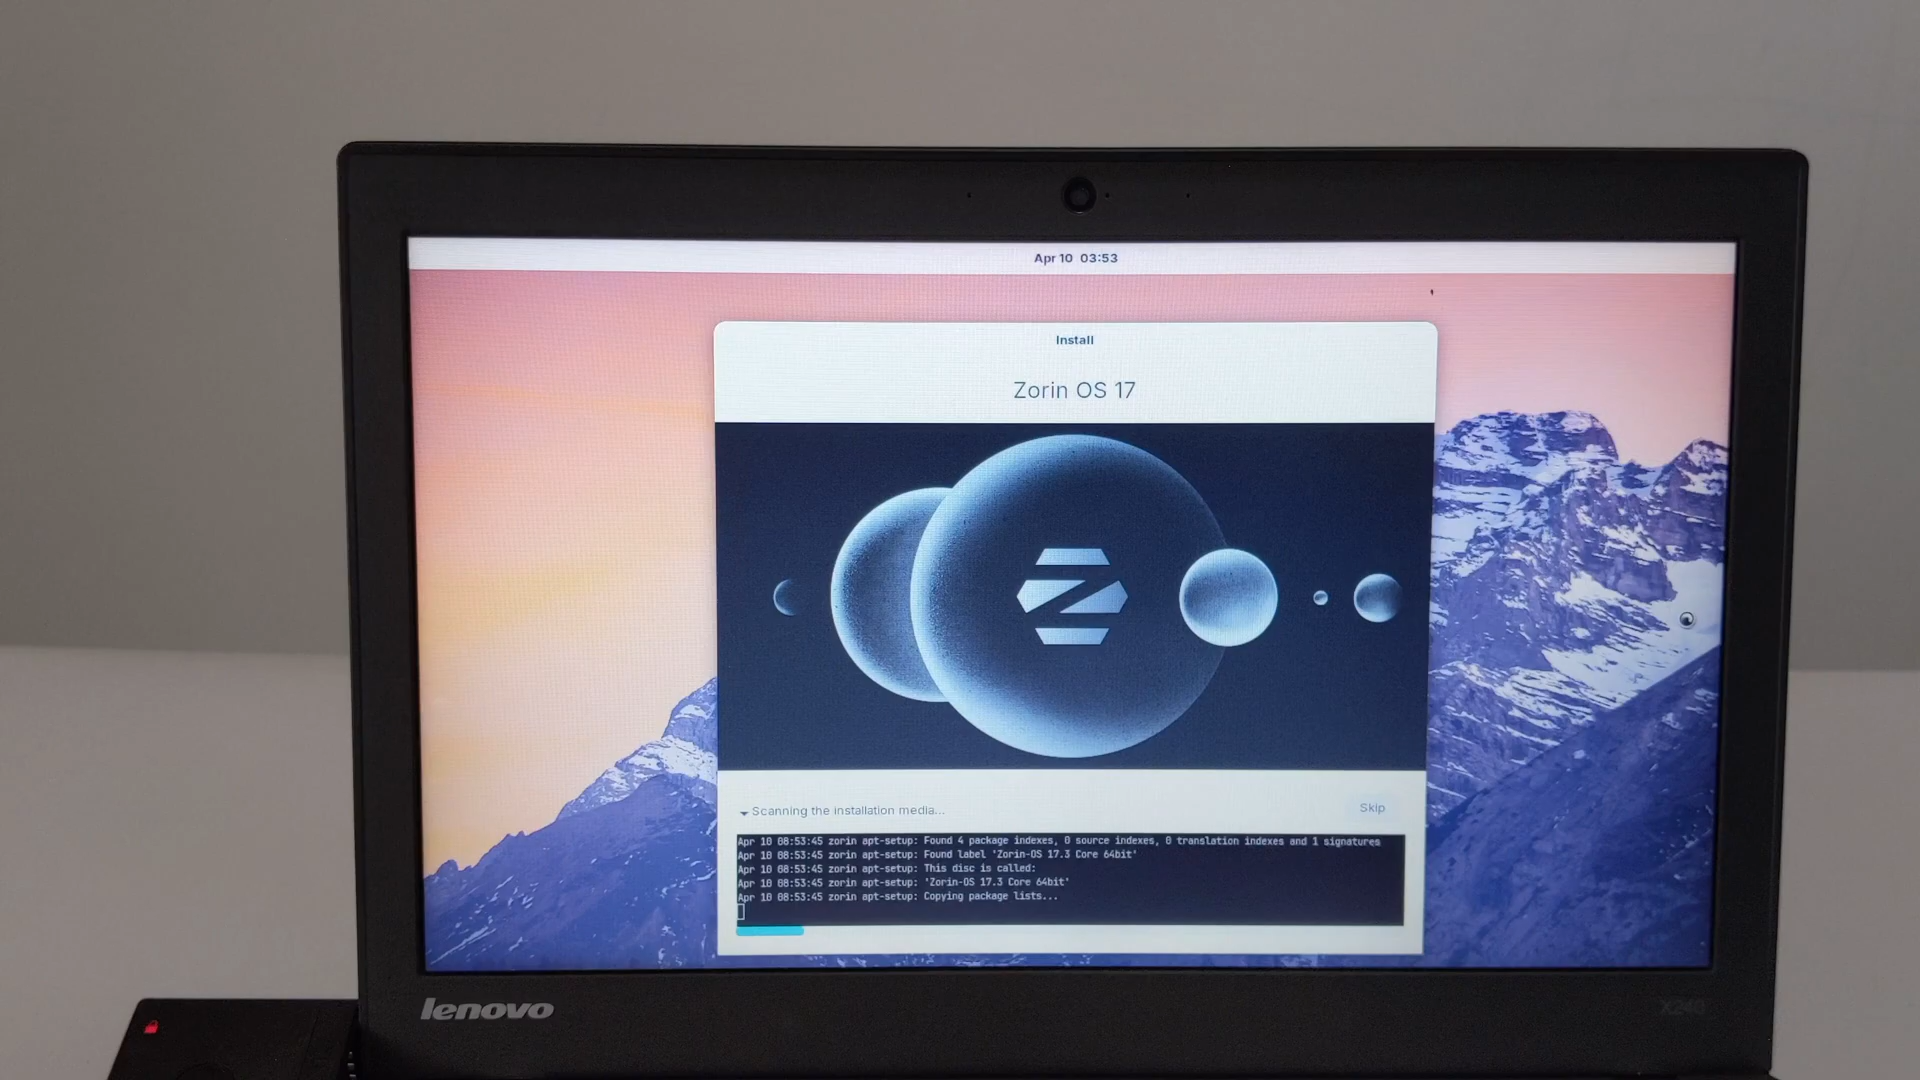 Apr 10 03:53
Install
Zorin OS 17
Scanning the installation media...
Skip
Apr 10 08:53:45 zorin apt-setup: Found 4 package indexes, 0 source indexes, 0 translation indexes and 1 signatures
Apr 10 08:53:45 zorin apt-setup: Found label 'Zorin-OS 17.3 Core 64bit'
Apr 10 08:53:45 zorin apt-setup: This disc is called:
Apr 10 08:53:45 zorin apt-setup: 'Zorin-OS 17.3 Core 64bit'
Apr 10 08:53:45 zorin apt-setup: Copying package lists...
lenovo
X240